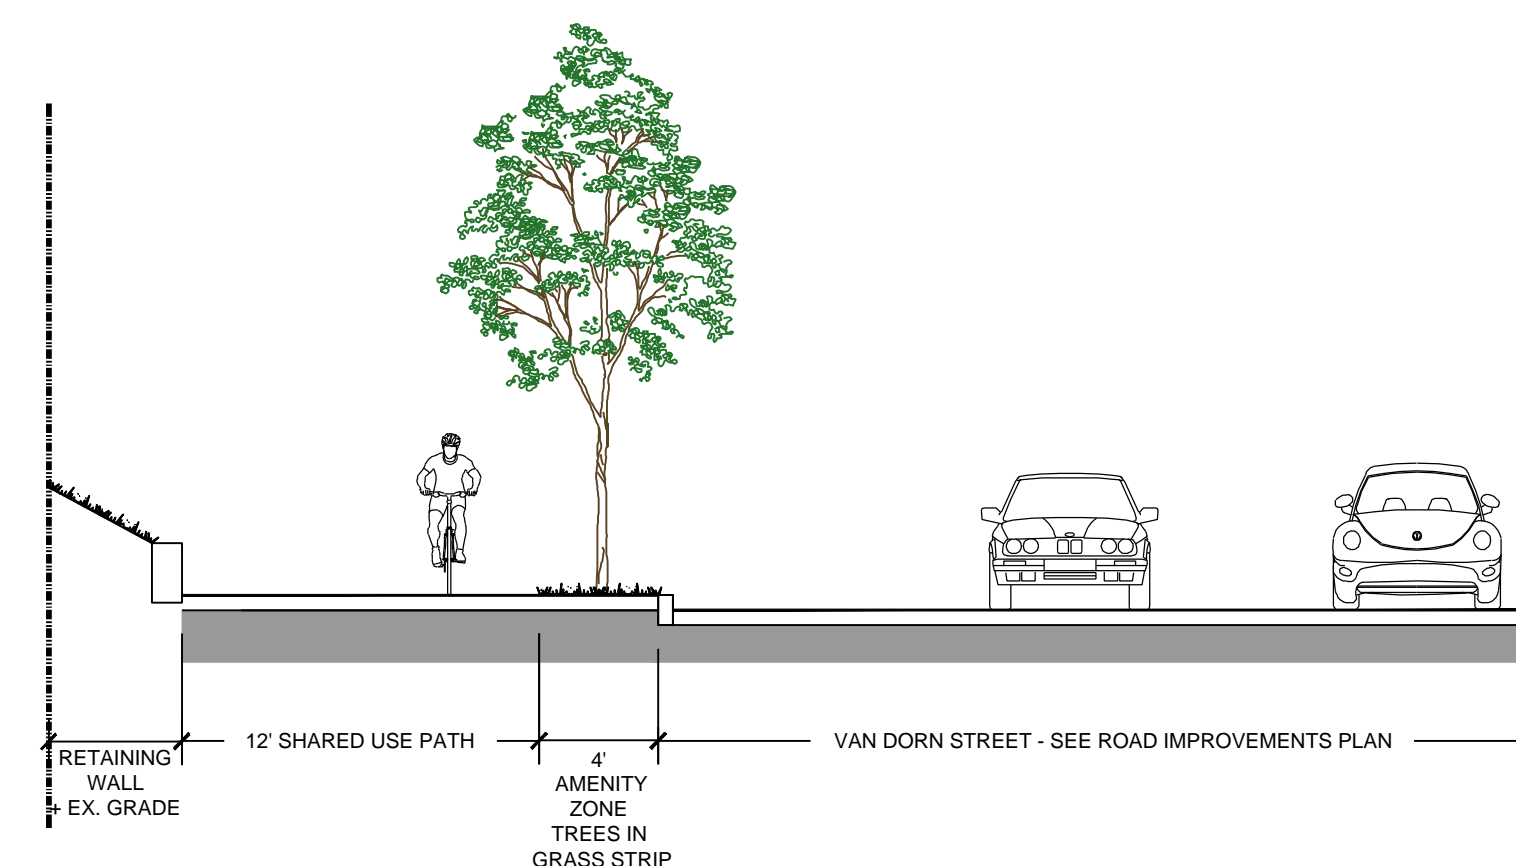 RETAINING
WALL
+ EX. GRADE
12' SHARED USE PATH
4'
AMENITY
ZONE
TREES IN
GRASS STRIP
VAN DORN STREET - SEE ROAD IMPROVEMENTS PLAN